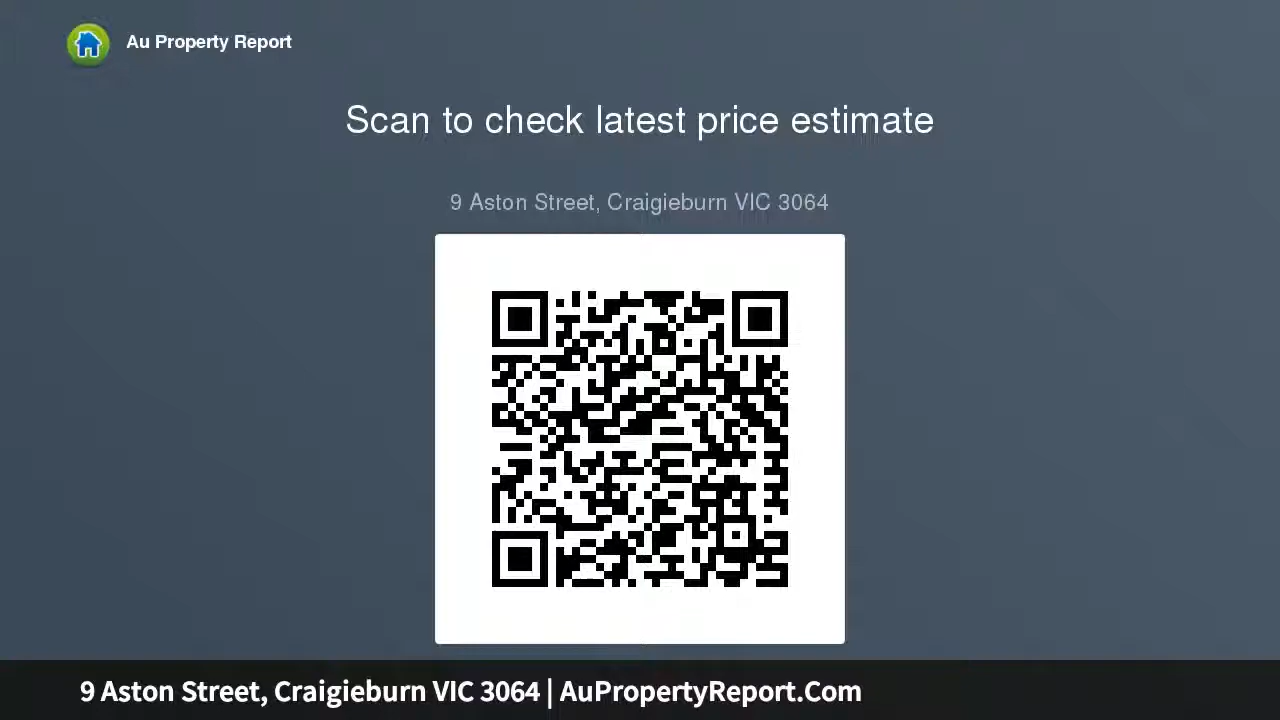 Au Property Report
Scan to check latest price estimate
9 Aston Street, Craigieburn VIC 3064
9 Aston Street, Craigieburn VIC 3064 | AuPropertyReport.Com